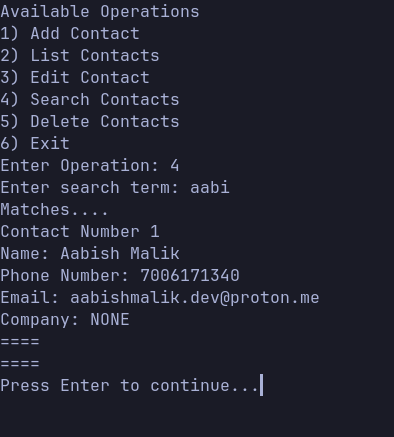 Available Operations
1) Add Contact
2) List Contacts
3) Edit Contact
4) Search Contacts
5) Delete Contacts
6) Exit
Enter Operation: 4
Enter search term: aabi
Matches....
Contact Number 1
Name: Aabish Malik
Phone Number: 7006171340
Email: aabishmalik.dev@proton.me
Company: NONE
====
====
Press Enter to continue...